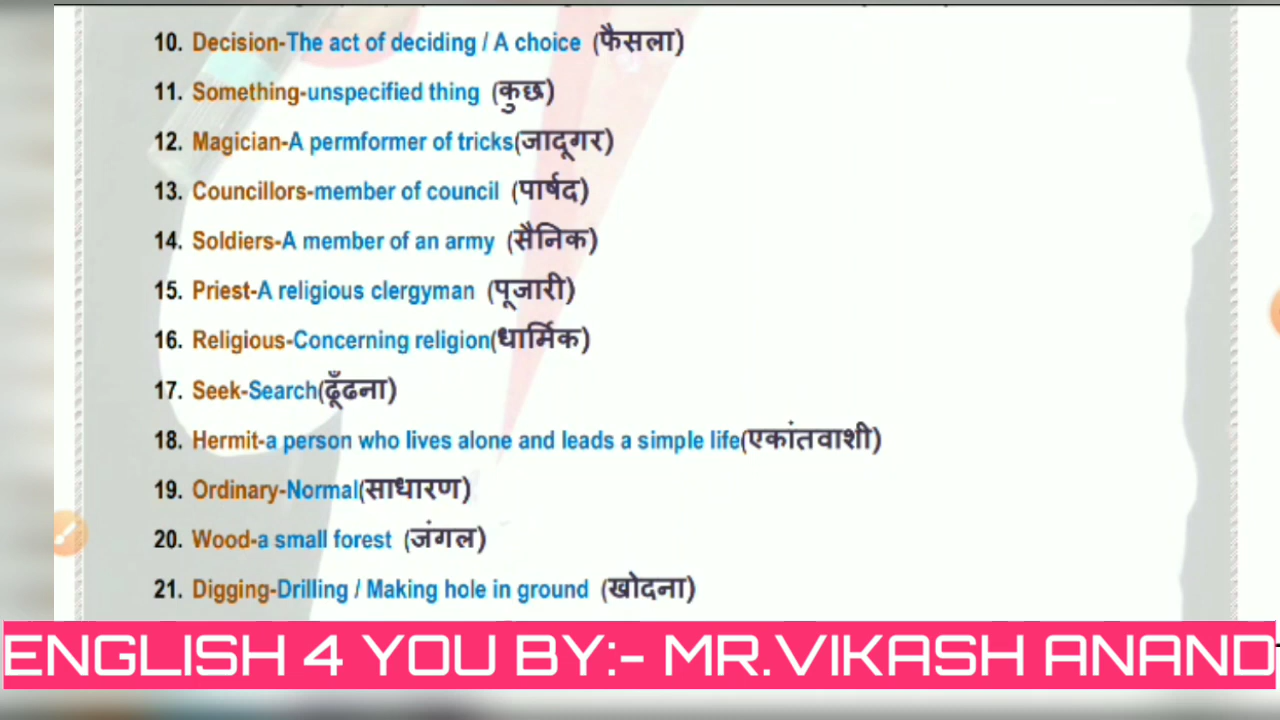 10. Decision-The act of deciding / A choice (फैसला)
11. Something-unspecified thing (कुछ)
12. Magician-A permformer of tricks(जादूगर)
13. Councillors-member of council (पार्षद)
14. Soldiers-A member of an army (सैनिक)
15. Priest-A religious clergyman (पूजारी)
16. Religious-Concerning religion(धार्मिक)
17. Seek-Search(ढूँढना)
18. Hermit-a person who lives alone and leads a simple life(एकांतवाशी)
19. Ordinary-Normal(साधारण)
20. Wood-a small forest (जंगल)
21. Digging-Drilling / Making hole in ground (खोदना)
ENGLISH 4 YOU BY:- MR.VIKASH ANAND